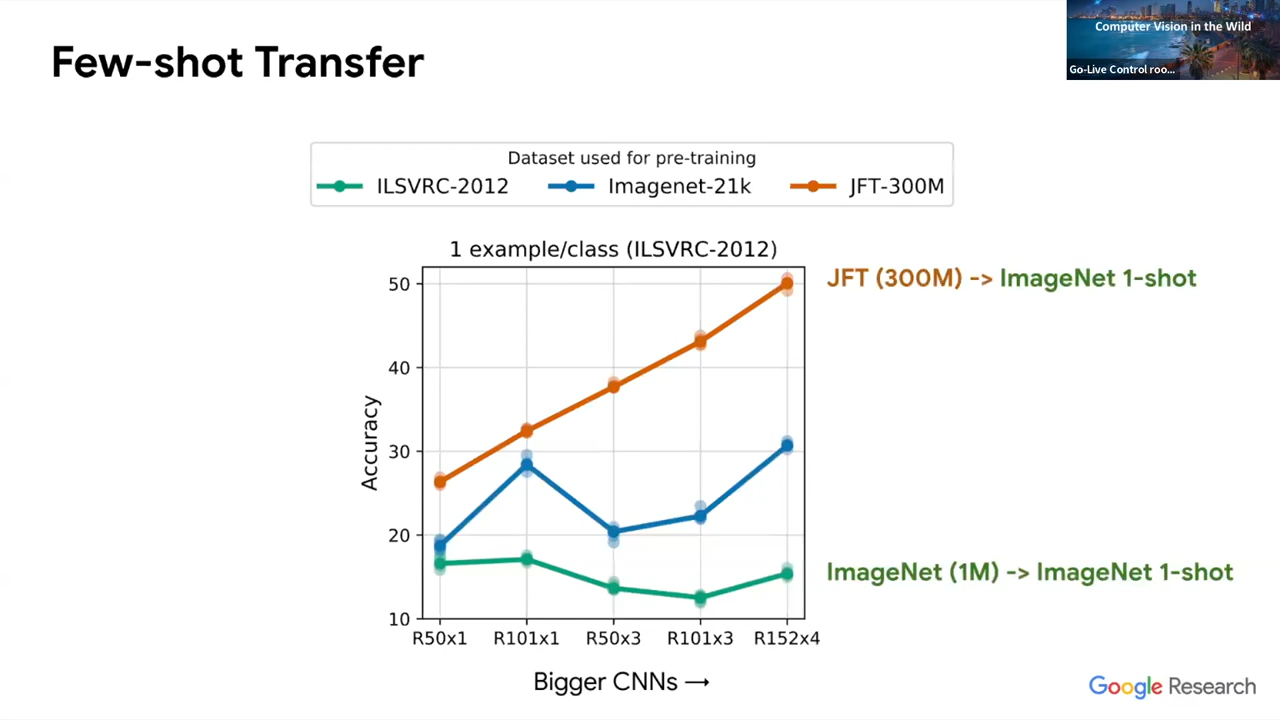 Few-shot Transfer
Computer Vision in the Wild
Go-Live Control roo...
Dataset used for pre-training
ILSVRC-2012 Imagenet-21k JFT-300M
1 example/class (ILSVRC-2012)
JFT (300M) -> ImageNet 1-shot
50
40
30
20
10
Accuracy
ImageNet (1M) -> ImageNet 1-shot
R50x1 R101x1 R50x3 R101x3 R152x4
Bigger CNNs →
Google Research